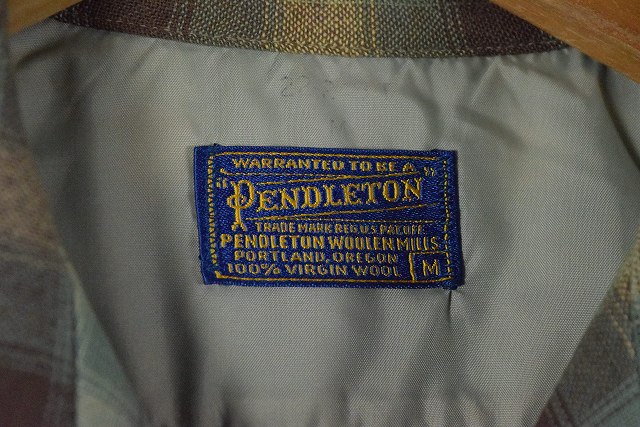 WARRANTED TO BE A
"PENDLETON"
TRADE MARK REG.U.S.PAT.OFF.
PENDLETON WOOLEN MILLS
PORTLAND, OREGON
100% VIRGIN WOOL M